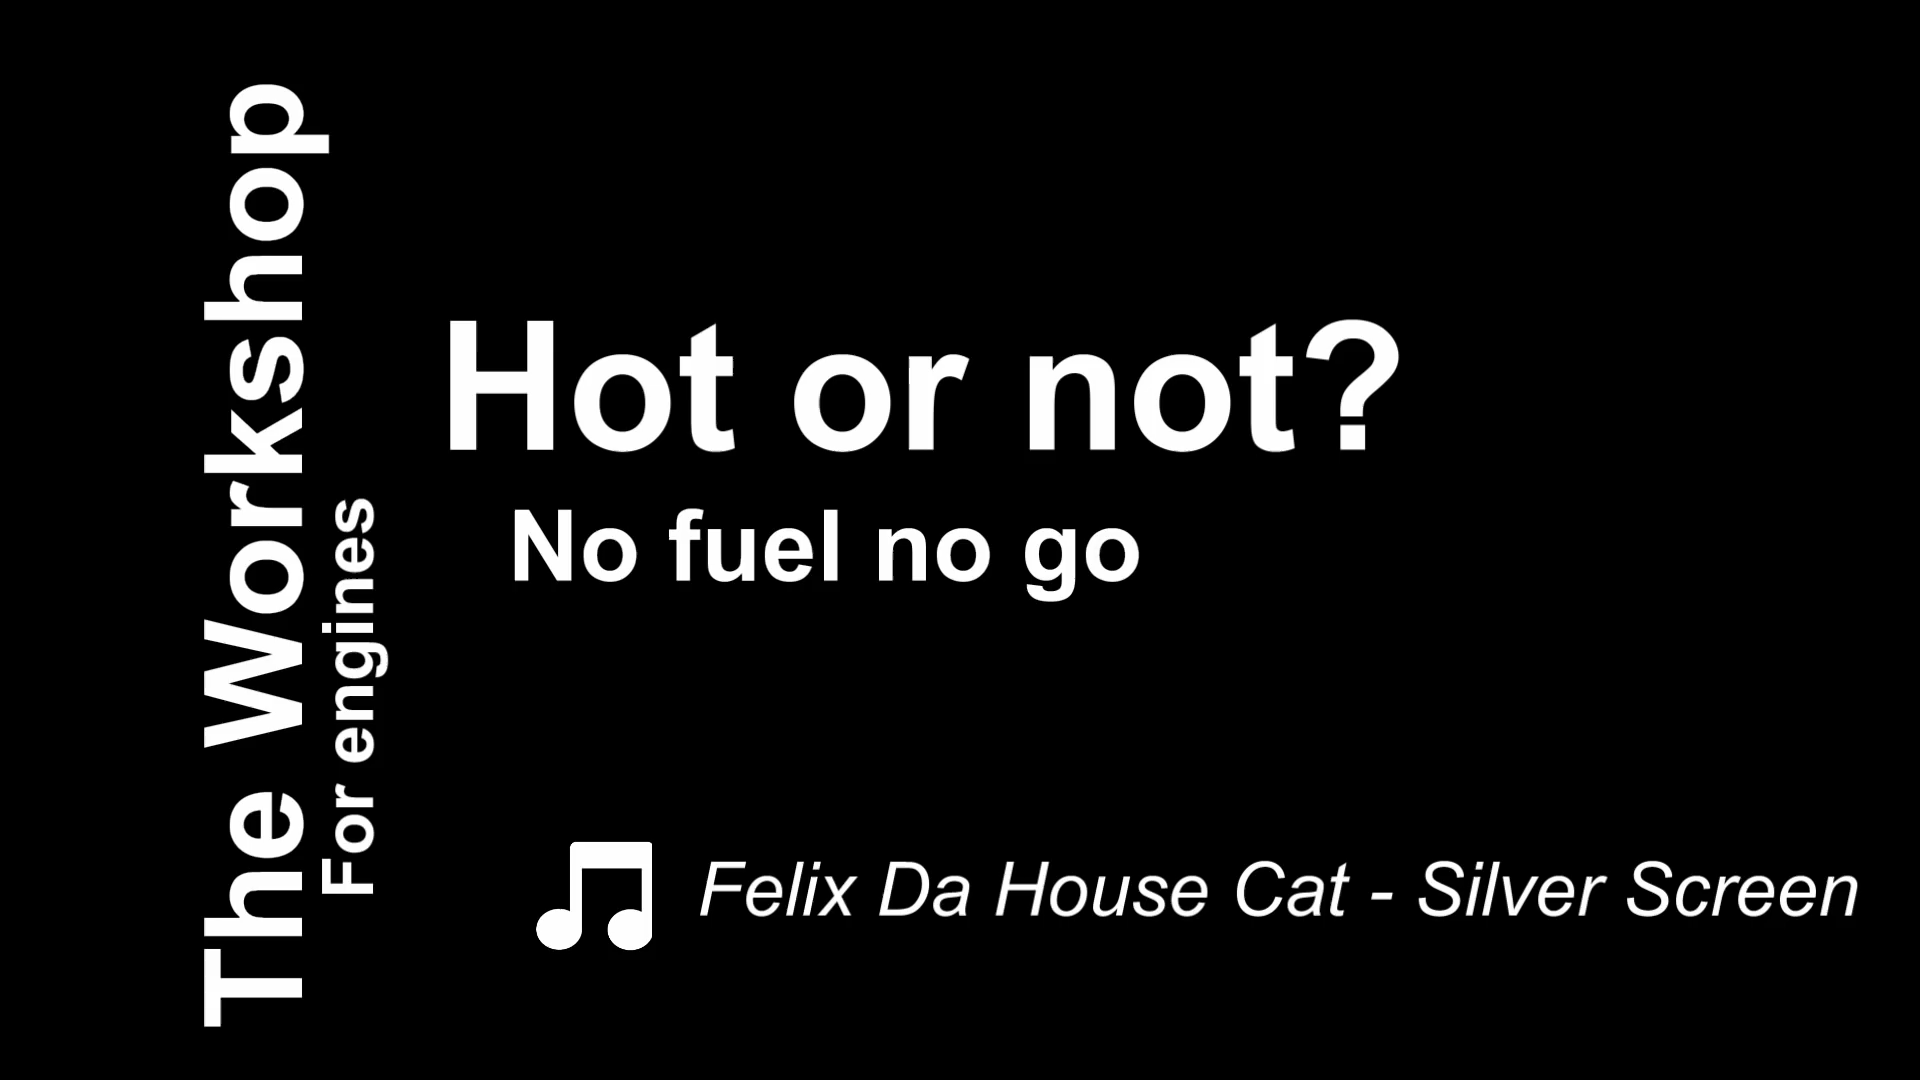 The Workshop
For engines
Hot or not?
No fuel no go
Felix Da House Cat - Silver Screen